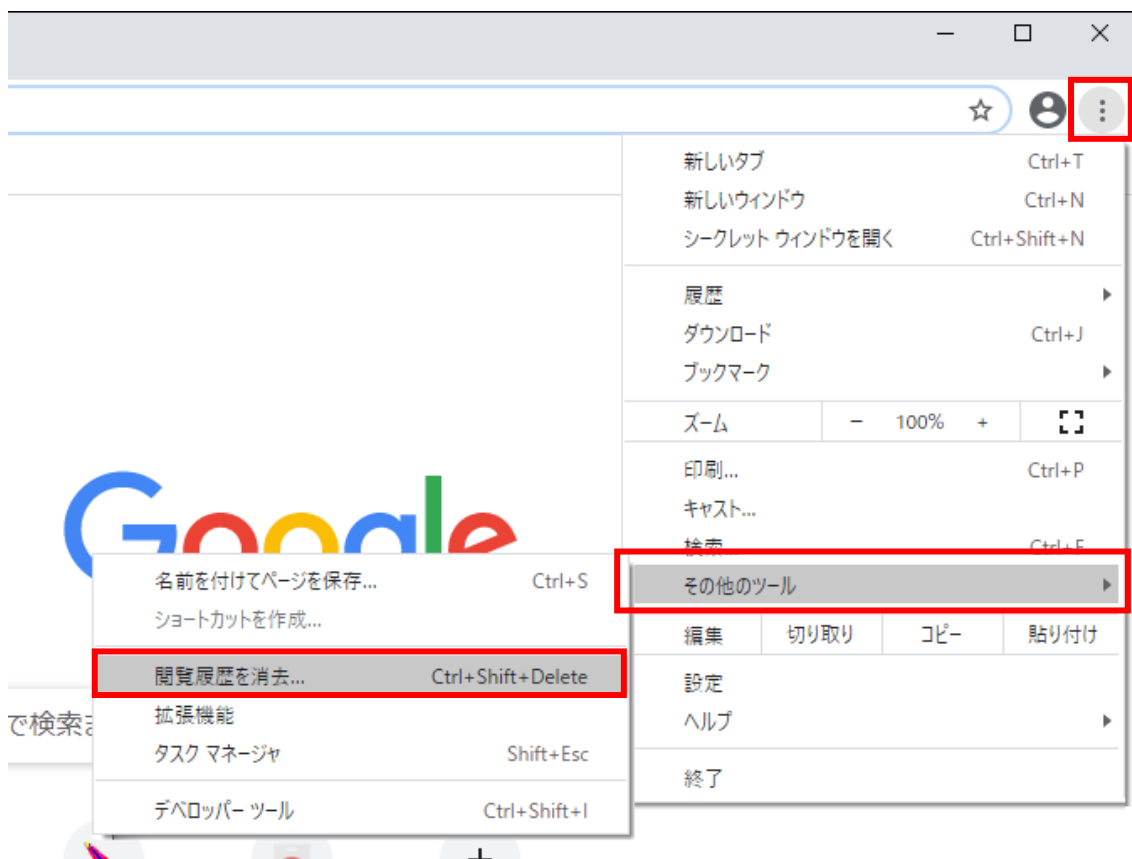 新しいタブ Ctrl+T
新しいウィンドウ Ctrl+N
シークレット ウィンドウを開く Ctrl+Shift+N
履歴
ダウンロード Ctrl+J
ブックマーク
ズーム − 100% +
印刷... Ctrl+P
キャスト...
検索... Ctrl+F
その他のツール
編集 切り取り コピー 貼り付け
設定
ヘルプ
終了
Google
名前を付けてページを保存... Ctrl+S
ショートカットを作成...
閲覧履歴を消去... Ctrl+Shift+Delete
拡張機能
タスク マネージャ Shift+Esc
デベロッパー ツール Ctrl+Shift+I
で検索